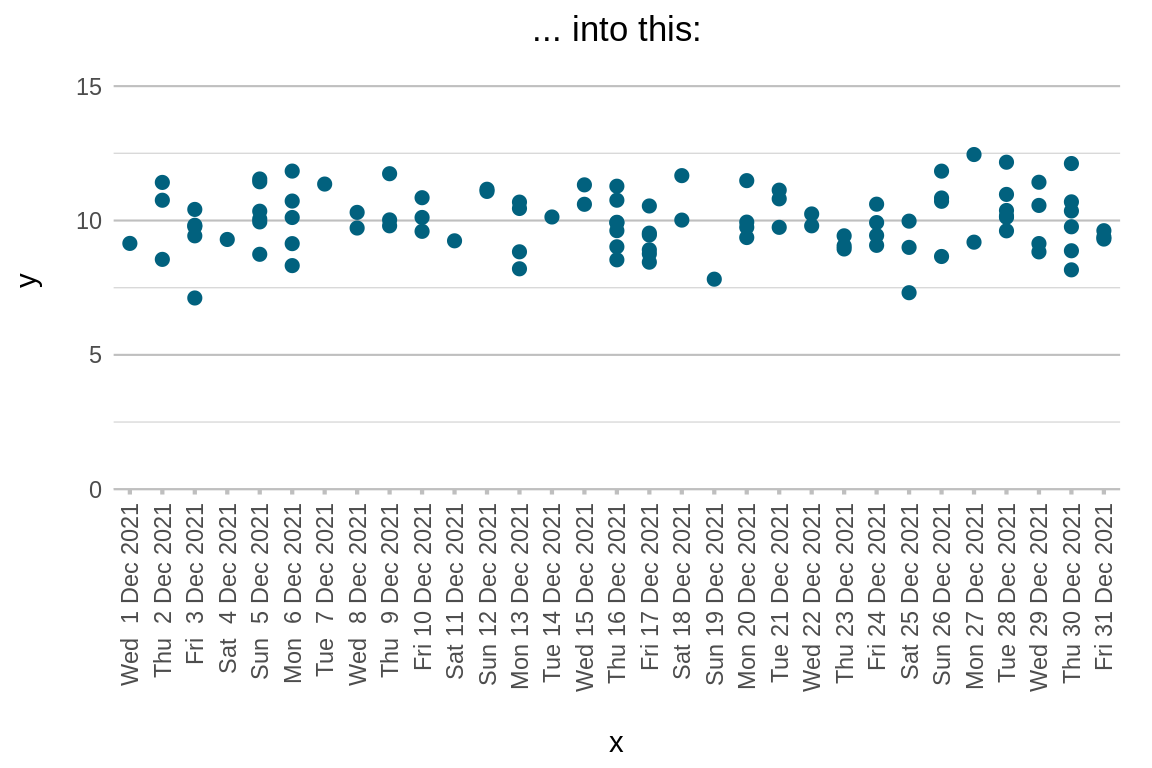 ... into this:
15
10
5
0
y
Wed  1 Dec 2021
Thu  2 Dec 2021
Fri  3 Dec 2021
Sat  4 Dec 2021
Sun  5 Dec 2021
Mon  6 Dec 2021
Tue  7 Dec 2021
Wed  8 Dec 2021
Thu  9 Dec 2021
Fri 10 Dec 2021
Sat 11 Dec 2021
Sun 12 Dec 2021
Mon 13 Dec 2021
Tue 14 Dec 2021
Wed 15 Dec 2021
Thu 16 Dec 2021
Fri 17 Dec 2021
Sat 18 Dec 2021
Sun 19 Dec 2021
Mon 20 Dec 2021
Tue 21 Dec 2021
Wed 22 Dec 2021
Thu 23 Dec 2021
Fri 24 Dec 2021
Sat 25 Dec 2021
Sun 26 Dec 2021
Mon 27 Dec 2021
Tue 28 Dec 2021
Wed 29 Dec 2021
Thu 30 Dec 2021
Fri 31 Dec 2021
x